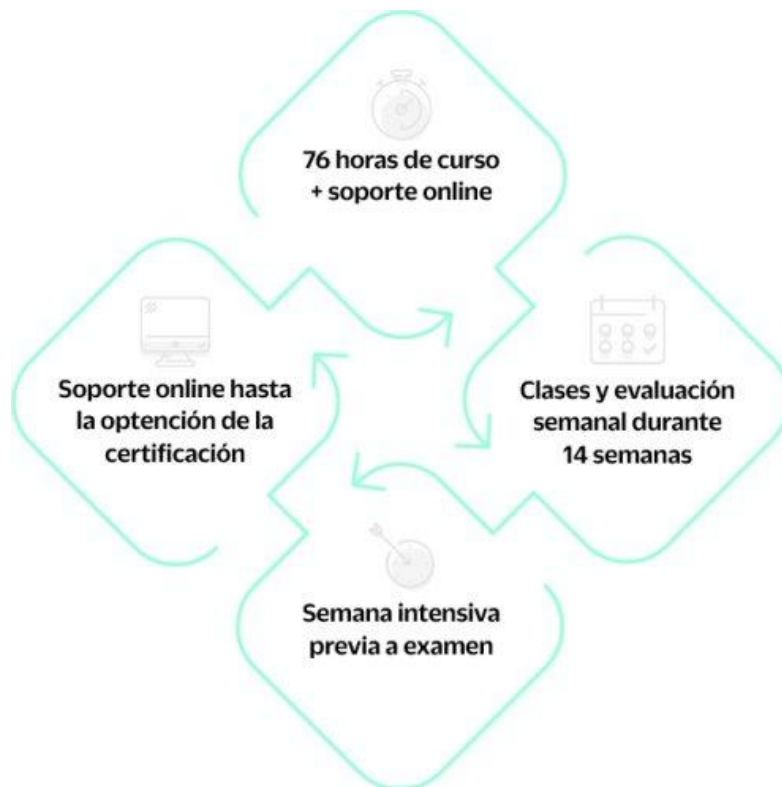 76 horas de curso
+ soporte online
Soporte online hasta
la optención de la
certificación
Clases y evaluación
semanal durante
14 semanas
Semana intensiva
previa a examen